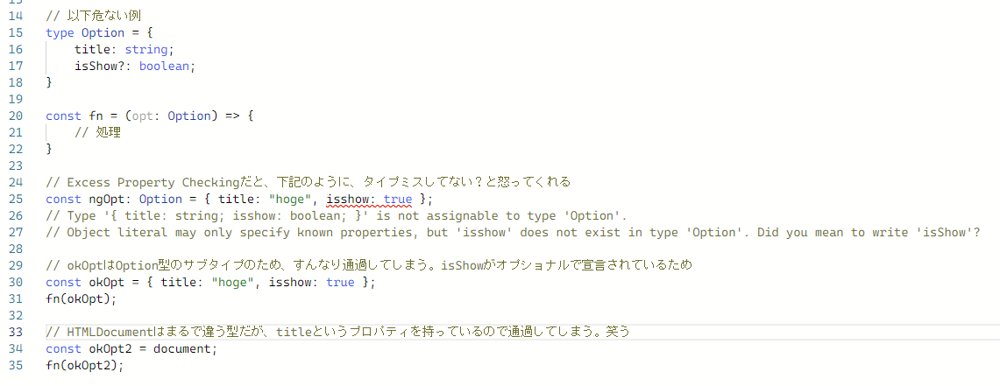 14 // 以下危ない例
15 type Option = {
16 title: string;
17 isShow?: boolean;
18 }
19
20 const fn = (opt: Option) => {
21 // 処理
22 }
23
24 // Excess Property Checkingだと、下記のように、タイプミスしてない？と怒ってくれる
25 const ngOpt: Option = { title: "hoge", isshow: true };
26 // Type '{ title: string; isshow: boolean; }' is not assignable to type 'Option'.
27 // Object literal may only specify known properties, but 'isshow' does not exist in type 'Option'. Did you mean to write 'isShow'?
28
29 // okOptはOption型のサブタイプのため、すんなり通過してしまう。isShowがオプショナルで宣言されているため
30 const okOpt = { title: "hoge", isshow: true };
31 fn(okOpt);
32
33 // HTMLDocumentはまるで違う型だが、titleというプロパティを持っているので通過してしまう。笑う
34 const okOpt2 = document;
35 fn(okOpt2);